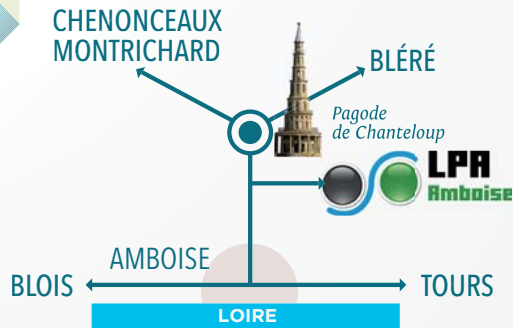 CHENONCEAUX
MONTRICHARD
BLÉRÉ
Pagode
de Chanteloup
LPA
Amboise
AMBOISE
BLOIS
TOURS
LOIRE